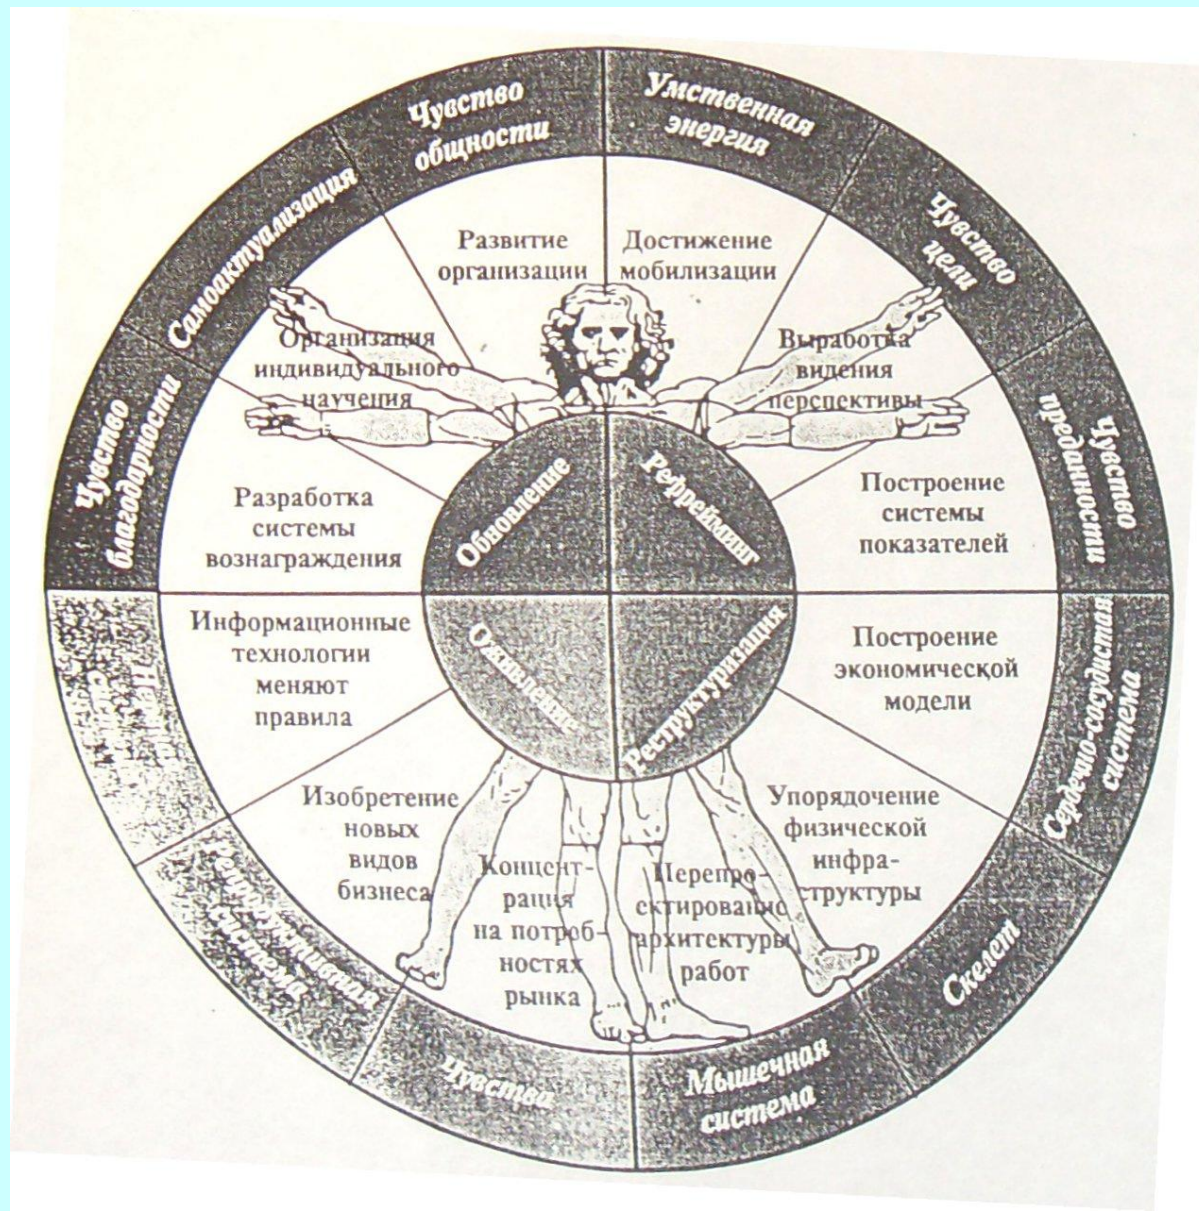 Чувство
общности
Умственная
энергия
Чувство
цели
Чувство
преданности
Сердечно-сосудистая
система
Скелет
Мышечная
система
Чувства
система
Чувство
благодарности
Самоактуализация
Развитие
организации
Достижение
мобилизации
Выработка
видения
перспективы
Построение
системы
показателей
Построение
экономической
модели
Упорядочение
физической
инфра-
структуры
Перепро-
ектирование
архитектуры
работ
Концент-
рация
на потреб-
ностях
рынка
Изобретение
новых
видов
бизнеса
Информационные
технологии
меняют
правила
Разработка
системы
вознаграждения
Организация
индивидуального
научения
Обновление
Рефрейминг
Оживление
Реструктуризация